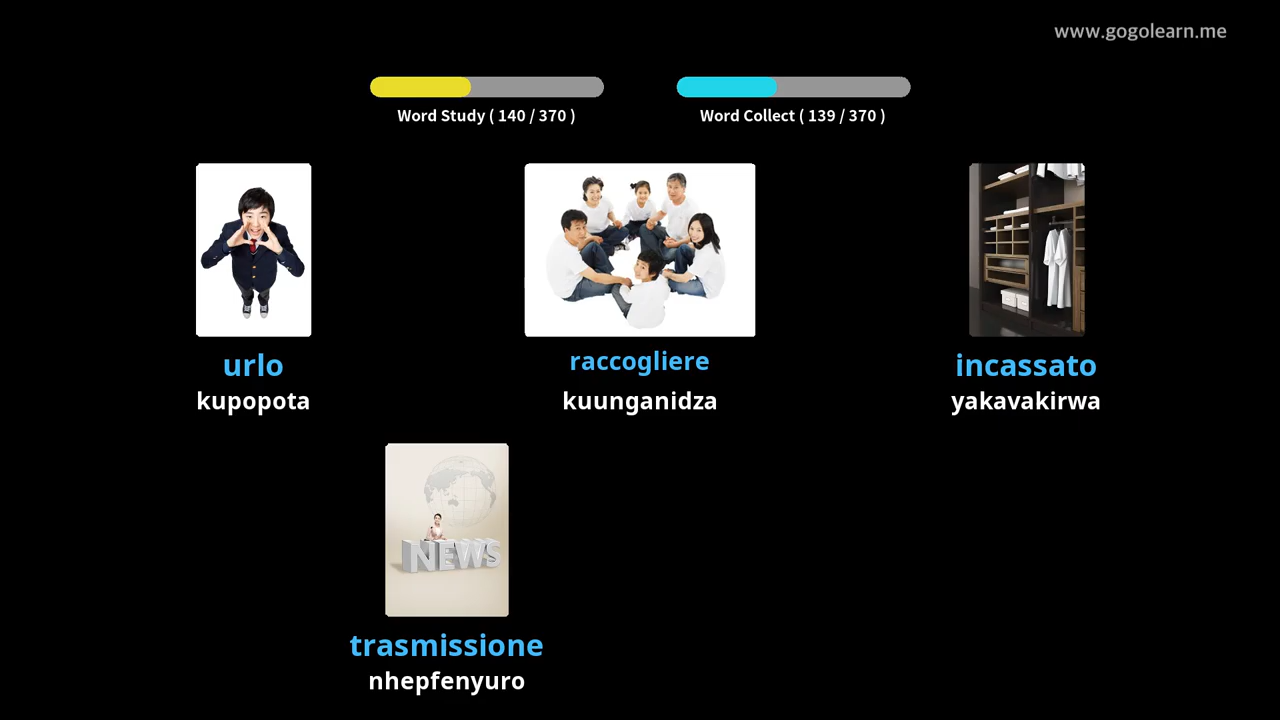 www.gogolearn.me
Word Study ( 140 / 370 )
Word Collect ( 139 / 370 )
urlo
kupopota
raccogliere
kuunganidza
incassato
yakavakirwa
NEWS
trasmissione
nhepfenyuro